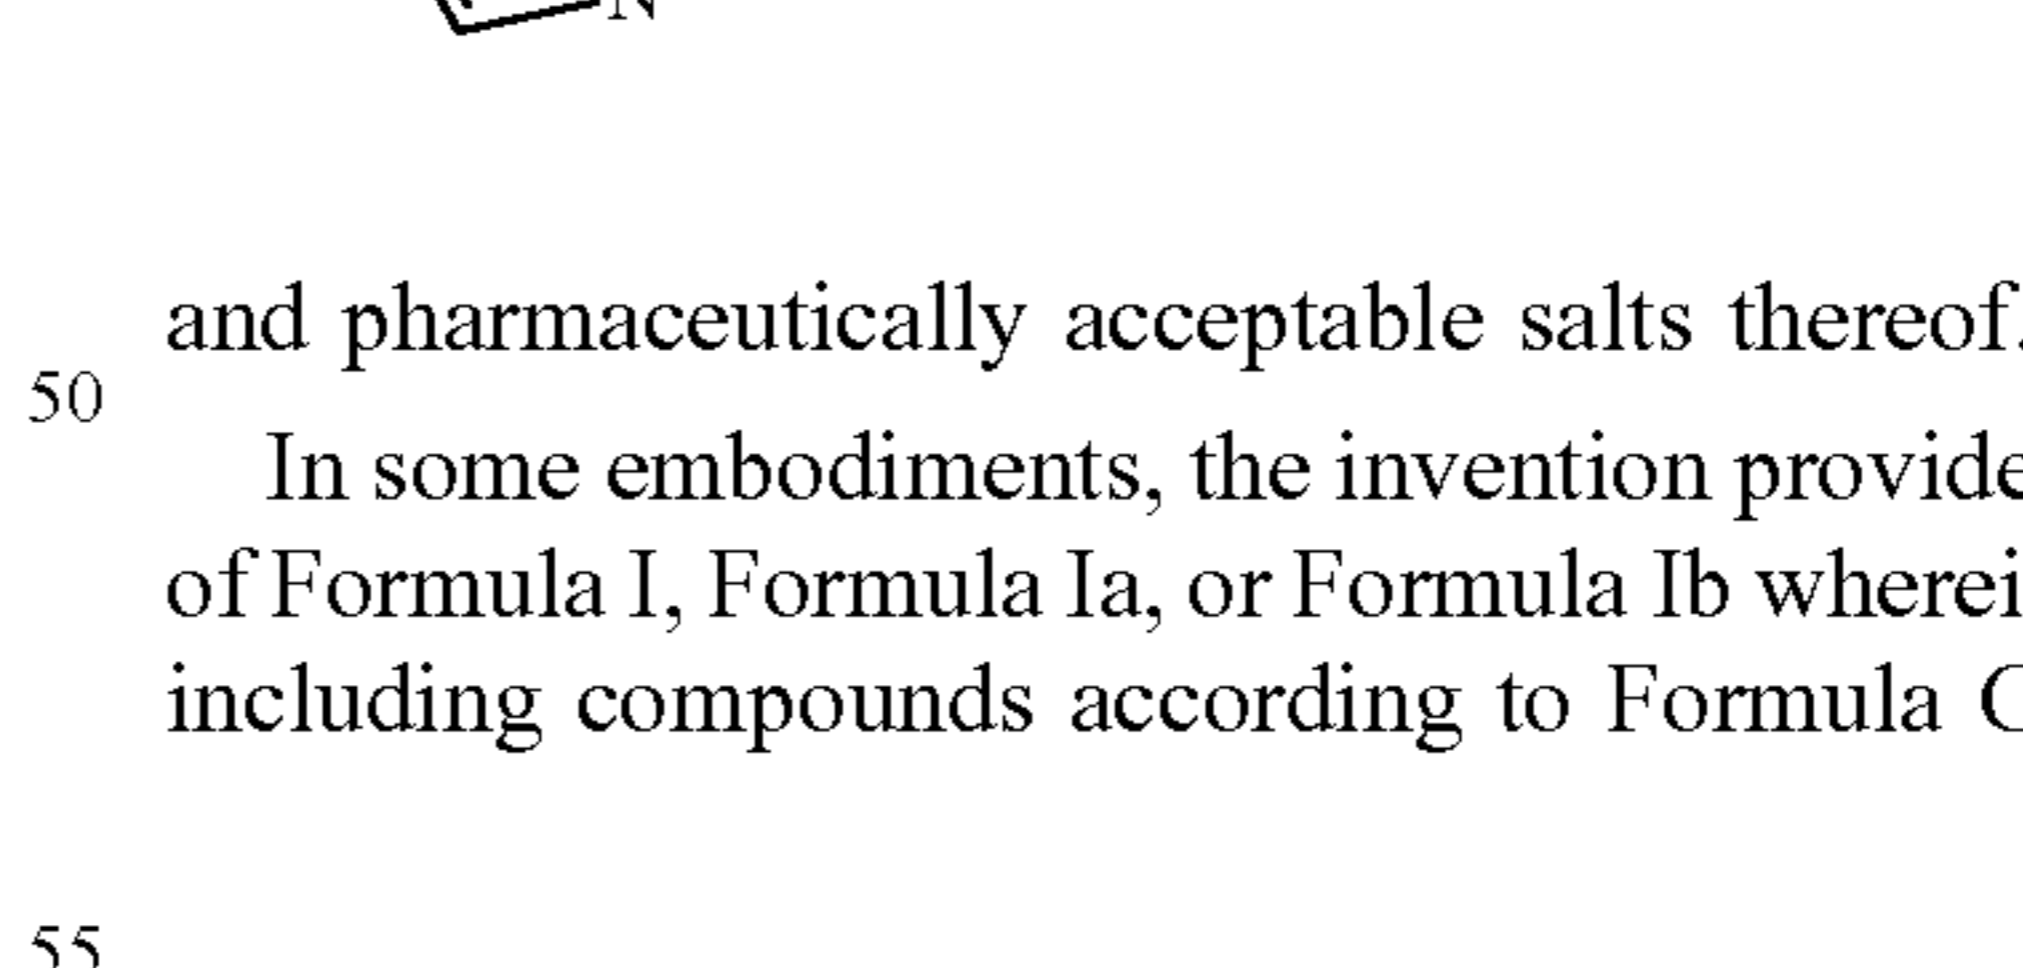 N
and pharmaceutically acceptable salts thereof.
50
In some embodiments, the invention provide
of Formula I, Formula Ia, or Formula Ib wherei
including compounds according to Formula
55